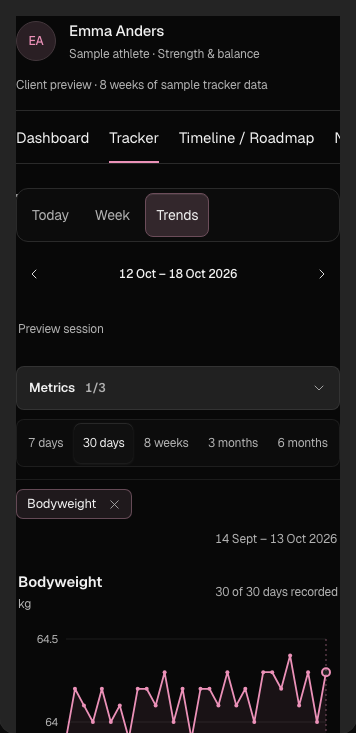 EA
Emma Anders
Sample athlete · Strength & balance
Client preview · 8 weeks of sample tracker data
Dashboard Tracker Timeline / Roadmap
Today Week Trends
12 Oct – 18 Oct 2026
Preview session
Metrics 1/3
7 days 30 days 8 weeks 3 months 6 months
Bodyweight
14 Sept – 13 Oct 2026
Bodyweight
30 of 30 days recorded
kg
64.5
64